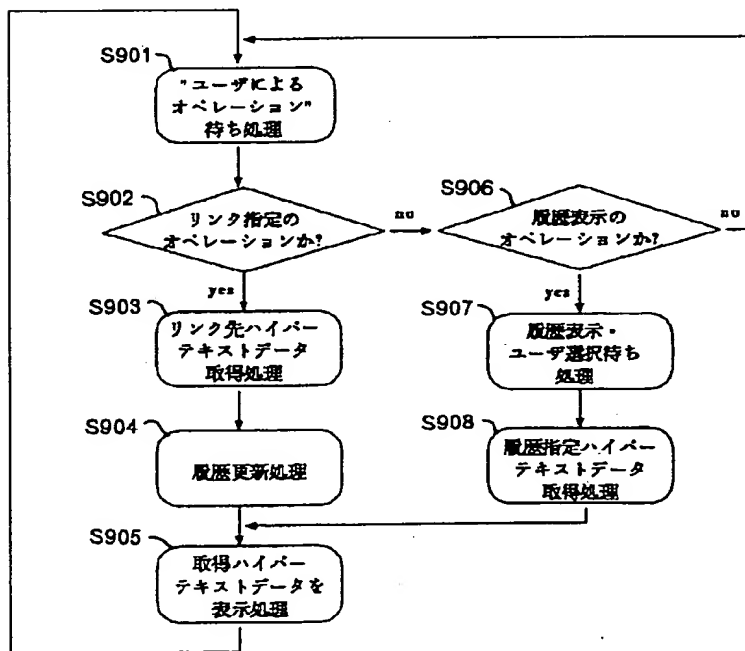 S901
"ユーザによる
オペレーション"
待ち処理
S902
リンク指定の
オペレーションか?
no
yes
S906
履歴表示の
オペレーションか?
no
yes
S903
リンク先ハイパー
テキストデータ
取得処理
S907
履歴表示・
ユーザ選択待ち
処理
S904
履歴更新処理
S908
履歴指定ハイパー
テキストデータ
取得処理
S905
取得ハイパー
テキストデータを
表示処理